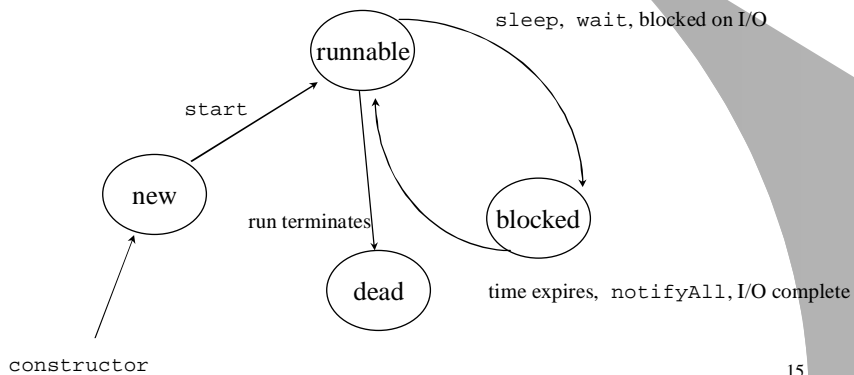 sleep, wait, blocked on I/O
runnable
start
new
run terminates
blocked
dead
time expires, notifyAll, I/O complete
constructor
15